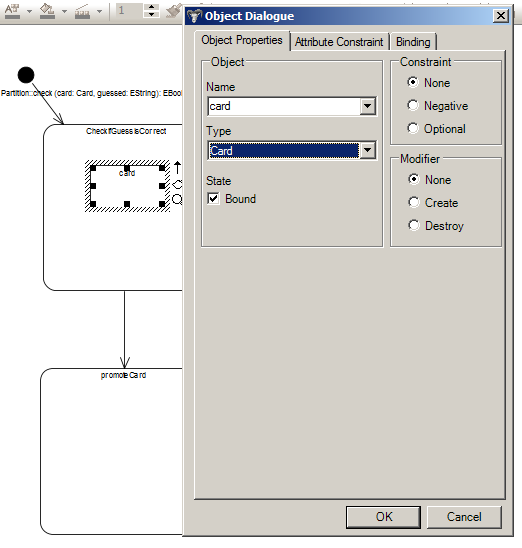 1
Object Dialogue
Object Properties
Attribute Constraint
Binding
Object
Name
card
Type
Card
State
Bound
Constraint
None
Negative
Optional
Modifier
None
Create
Destroy
OK
Cancel
Partition::check (card: Card, guessed: EString): EBoo
CheckIfGuessIsCorrect
card
promoteCard